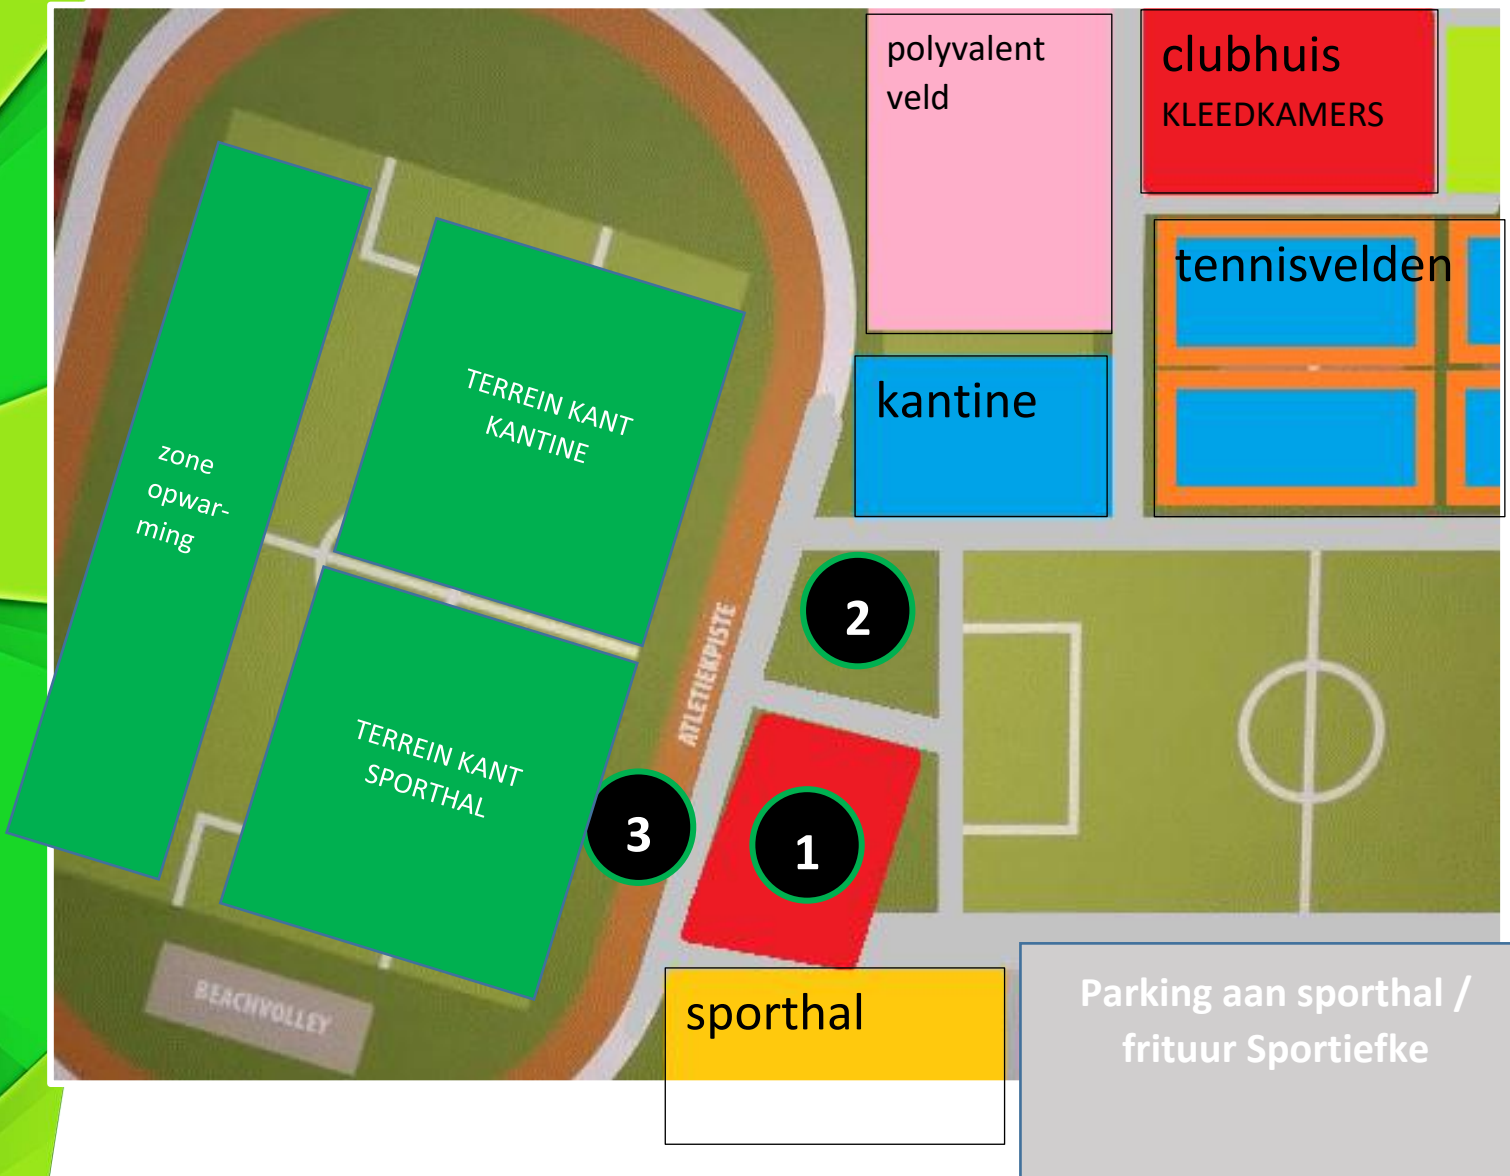 polyvalent
veld
clubhuis
KLEEDKAMERS
tennisvelden
kantine
TERREIN KANT
KANTINE
zone
opwar-
ming
2
ATLETIEKPISTE
TERREIN KANT
SPORTHAL
3
1
BEACHVOLLEY
sporthal
Parking aan sporthal /
frituur Sportiefke